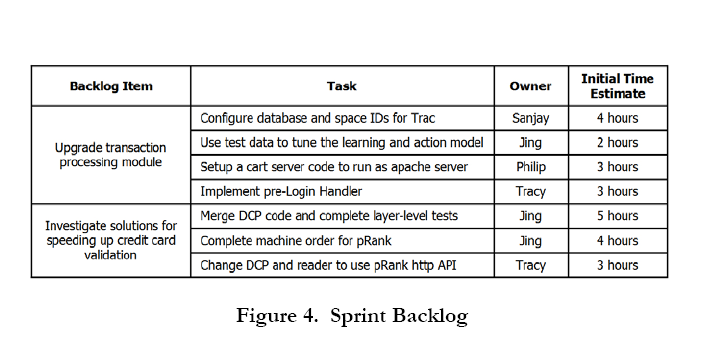 Backlog Item Task Owner Initial Time
Estimate
Upgrade transaction
processing module
Configure database and space IDs for Trac Sanjay 4 hours
Use test data to tune the learning and action model Jing 2 hours
Setup a cart server code to run as apache server Philip 3 hours
Implement pre-Login Handler Tracy 3 hours
Investigate solutions for
speeding up credit card
validation
Merge DCP code and complete layer-level tests Jing 5 hours
Complete machine order for pRank Jing 4 hours
Change DCP and reader to use pRank http API Tracy 3 hours
Figure 4. Sprint Backlog